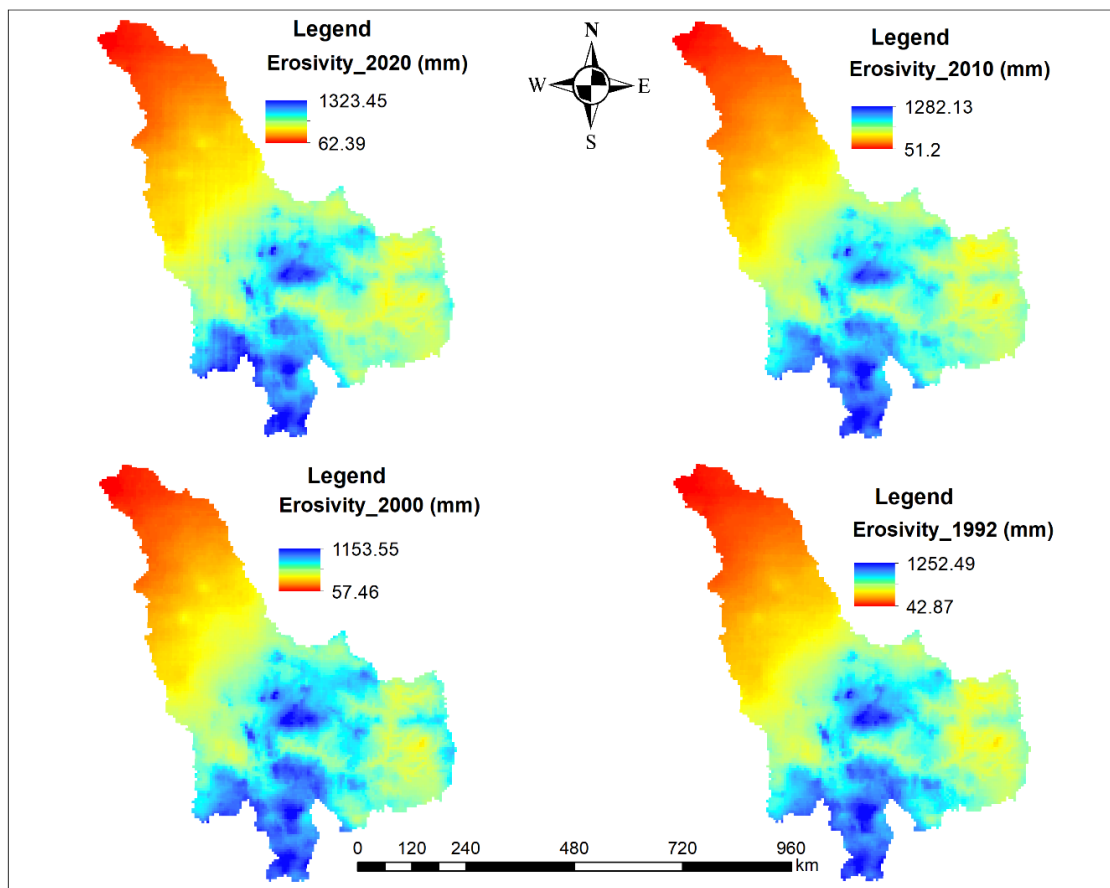 Legend
Erosivity_2020 (mm)
1323.45
62.39
N
W E
S
Legend
Erosivity_2010 (mm)
1282.13
51.2
Legend
Erosivity_2000 (mm)
1153.55
57.46
Legend
Erosivity_1992 (mm)
1252.49
42.87
0 120 240 480 720 960
km